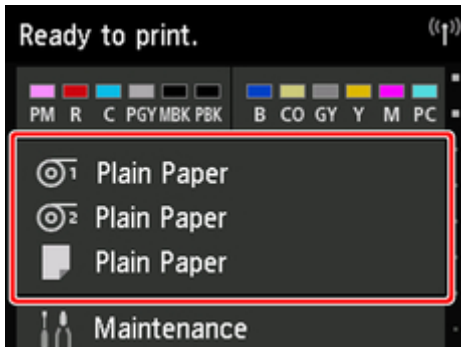 Ready to print.
PM R C PGY MBK PBK B CO GY Y M PC
1 Plain Paper
2 Plain Paper
Plain Paper
Maintenance